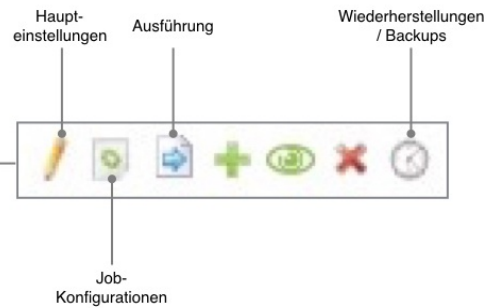 Haupt-
einstellungen
Ausführung
Wiederherstellungen
/ Backups
Job-
Konfigurationen